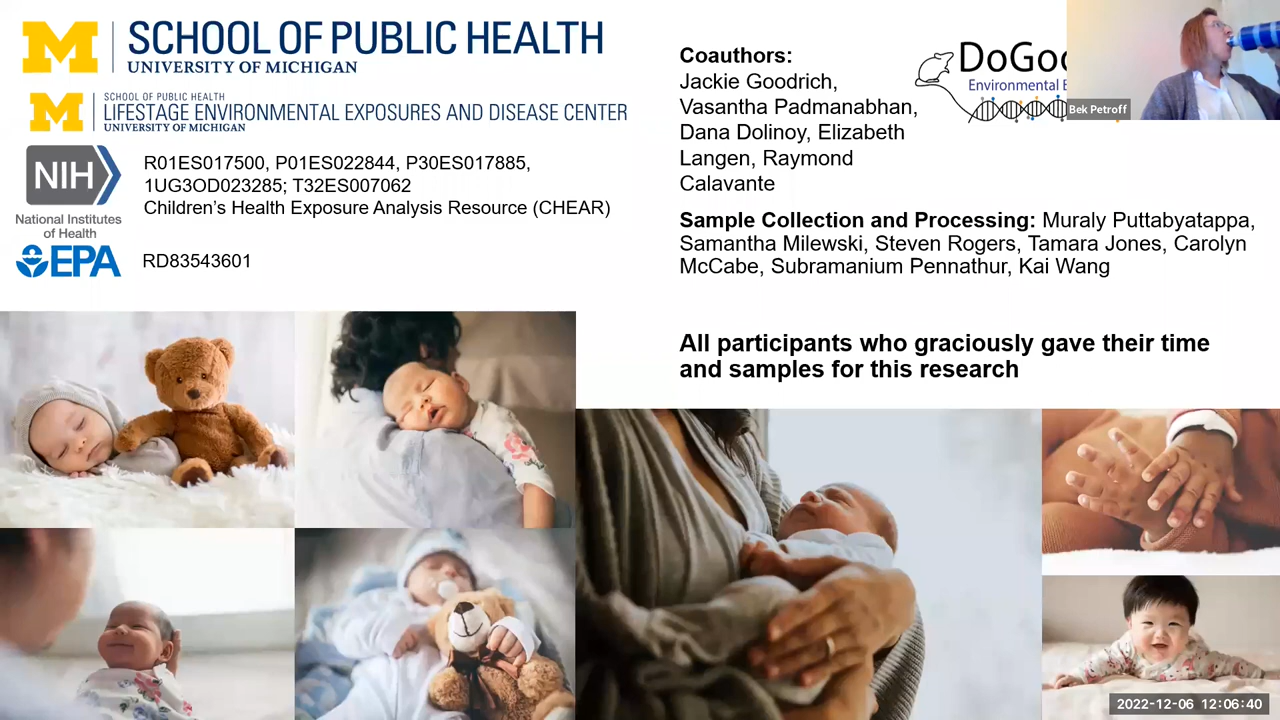 M
SCHOOL OF PUBLIC HEALTH
UNIVERSITY OF MICHIGAN
M
SCHOOL OF PUBLIC HEALTH
LIFESTAGE ENVIRONMENTAL EXPOSURES AND DISEASE CENTER
UNIVERSITY OF MICHIGAN
NIH
National Institutes
of Health
R01ES017500, P01ES022844, P30ES017885,
1UG3OD023285; T32ES007062
Children's Health Exposure Analysis Resource (CHEAR)
EPA
RD83543601
Coauthors:
Jackie Goodrich,
Vasantha Padmanabhan,
Dana Dolinoy, Elizabeth
Langen, Raymond
Calavante
Environmental
Bek Petroff
Sample Collection and Processing: Muraly Puttabyatappa,
Samantha Milewski, Steven Rogers, Tamara Jones, Carolyn
McCabe, Subramanium Pennathur, Kai Wang
All participants who graciously gave their time
and samples for this research
2022-12-06 12:06:40